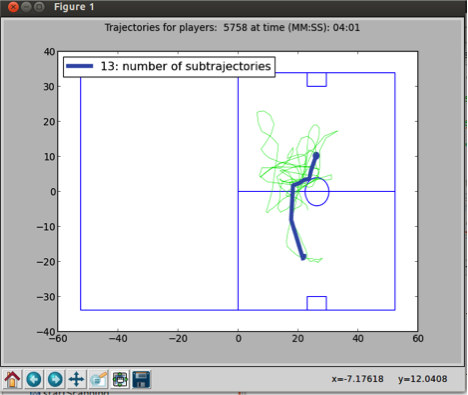 Figure 1
Trajectories for players: 5758 at time (MM:SS): 04:01
13: number of subtrajectories
40
30
20
10
0
−10
−20
−30
−40
−60 −40 −20 0 20 40 60
x=-7.17618 y=12.0408